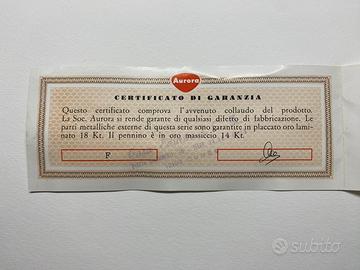 Aurora
CERTIFICATO DI GARANZIA
Questo certificato comprova l'avvenuto collaudo del prodotto.
La Soc. Aurora si rende garante di qualsiasi difetto di fabbricazione. Le
parti metalliche esterne di questa serie sono garantite in placcato oro lami-
nato 18 Kt. Il pennino è in oro massiccio 14 Kt.
F
subito